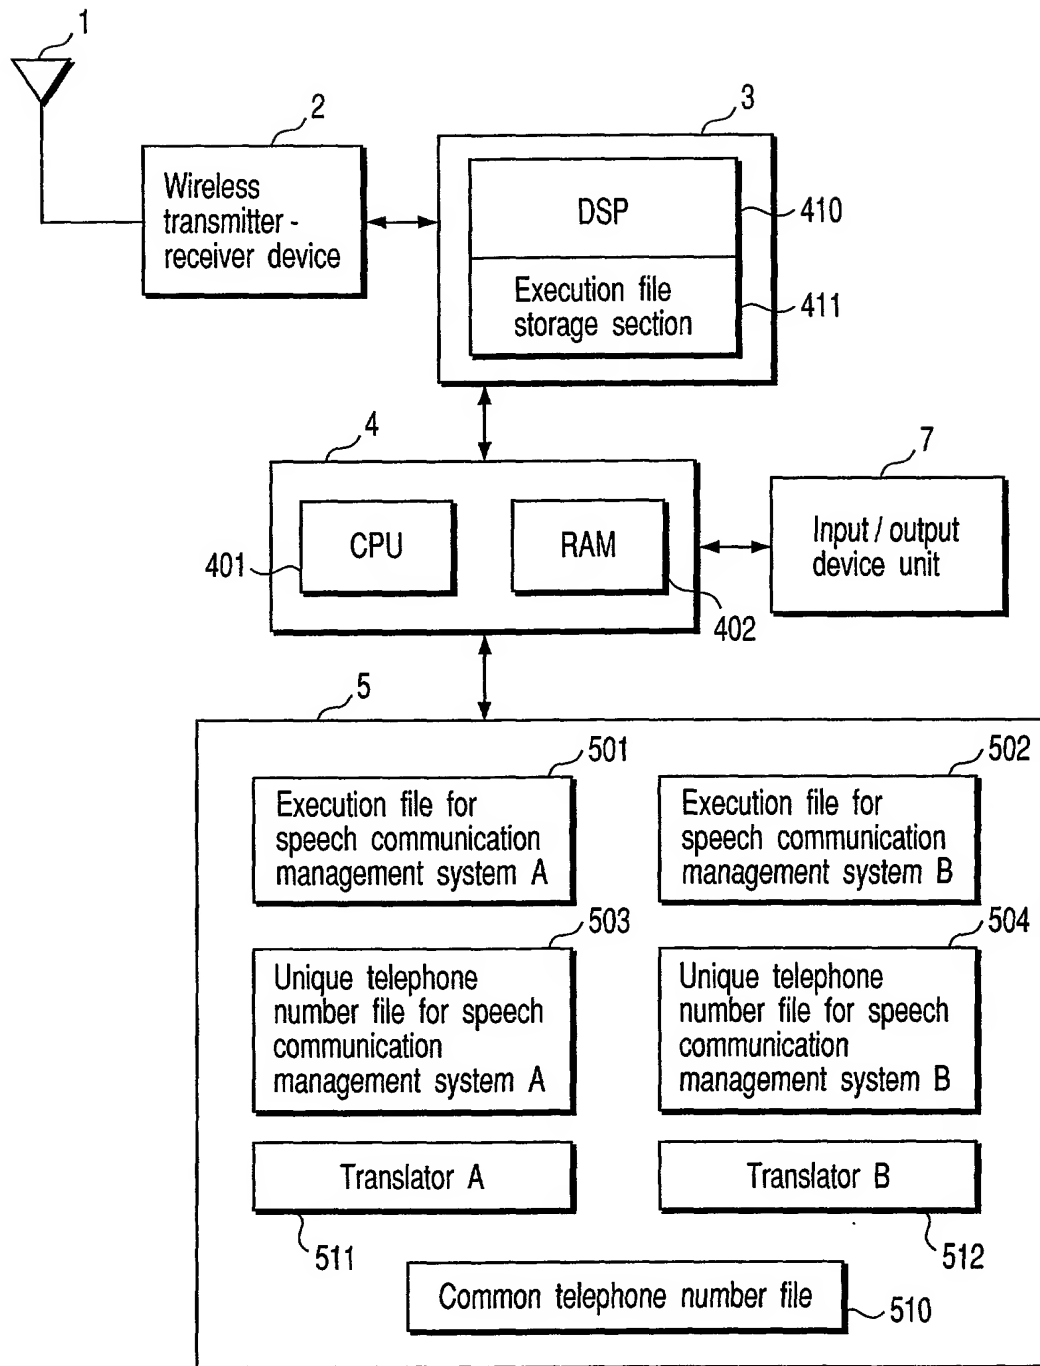 1
2
3
Wireless
transmitter -
receiver device
DSP
410
Execution file
storage section
411
4
7
CPU
RAM
401
402
Input / output
device unit
5
501
502
Execution file for
speech communication
management system A
Execution file for
speech communication
management system B
503
504
Unique telephone
number file for speech
communication
management system A
Unique telephone
number file for speech
communication
management system B
Translator A
Translator B
511
512
Common telephone number file
510